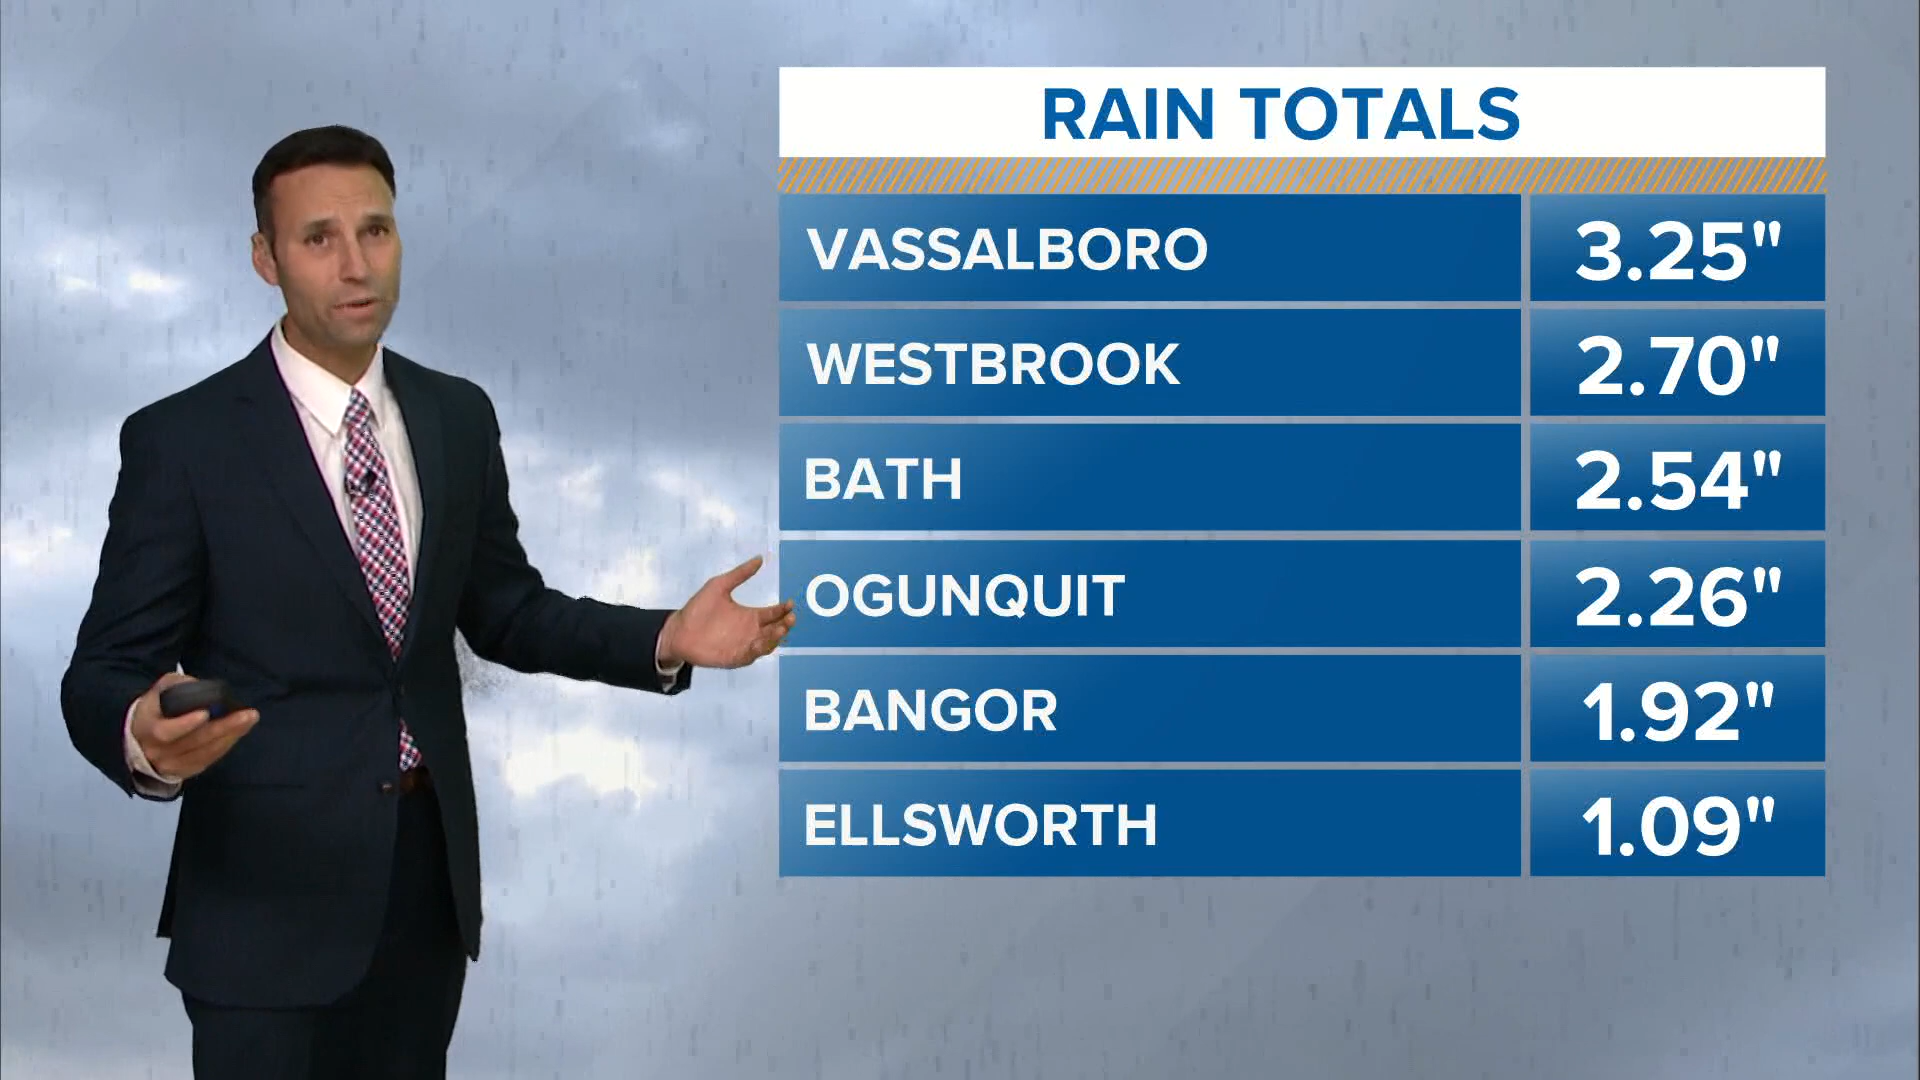 RAIN TOTALS
VASSALBORO 3.25"
WESTBROOK 2.70"
BATH 2.54"
OGUNQUIT 2.26"
BANGOR 1.92"
ELLSWORTH 1.09"